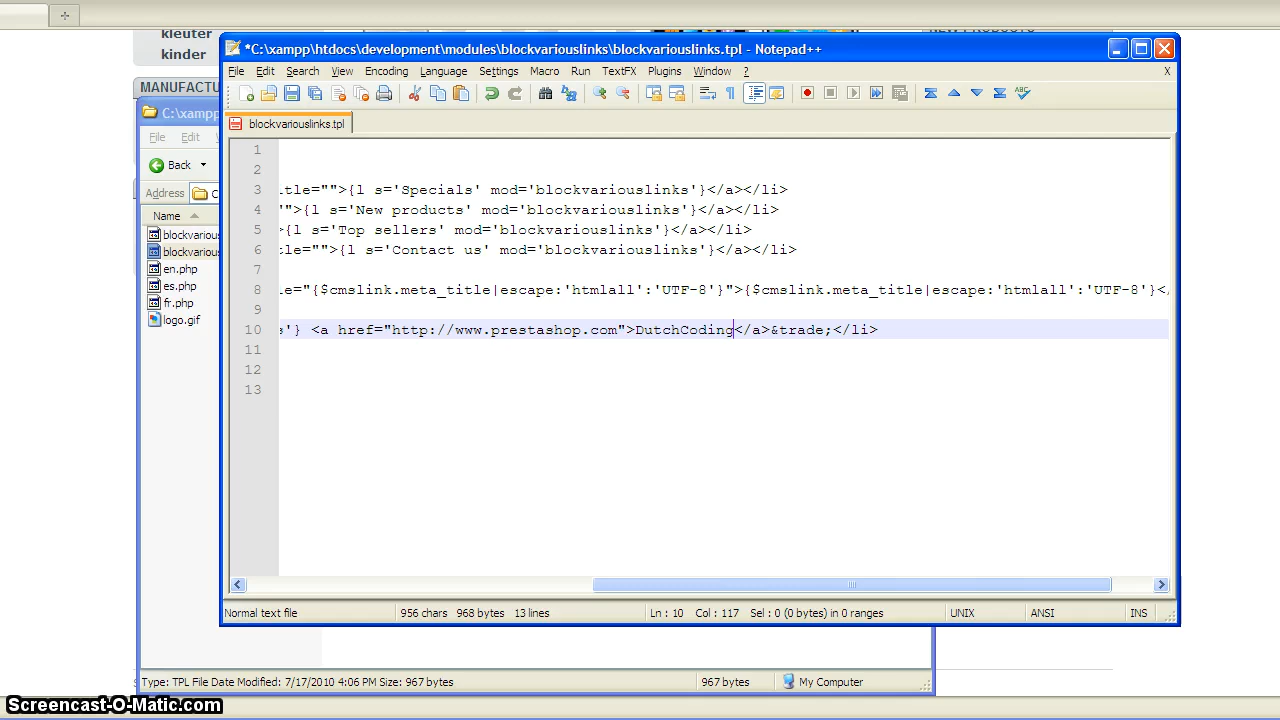 kleuter
kinder
NEW PRODUCTS
MANUFACTU
*C:\xampp\htdocs\development\modules\blockvariouslinks\blockvariouslinks.tpl - Notepad++
File Edit Search View Encoding Language Settings Macro Run TextFX Plugins Window ? X
blockvariouslinks.tpl
C:\xampp
File Edit
Back
Address C
Name
blockvarious
blockvarious
en.php
es.php
fr.php
logo.gif
1
2
3 itle="">{l s='Specials' mod='blockvariouslinks'}</a></li>
4 "">{l s='New products' mod='blockvariouslinks'}</a></li>
5 >{l s='Top sellers' mod='blockvariouslinks'}</a></li>
6 tle="">{l s='Contact us' mod='blockvariouslinks'}</a></li>
7
8 le="{$cmslink.meta_title|escape:'htmlall':'UTF-8'}">{$cmslink.meta_title|escape:'htmlall':'UTF-8'}</
9
10 s'} <a href="http://www.prestashop.com">DutchCoding</a>&trade;</li>
11
12
13
Normal text file 956 chars 968 bytes 13 lines Ln : 10 Col : 117 Sel : 0 (0 bytes) in 0 ranges UNIX ANSI INS
Type: TPL File Date Modified: 7/17/2010 4:06 PM Size: 967 bytes 967 bytes My Computer
Screencast-O-Matic.com